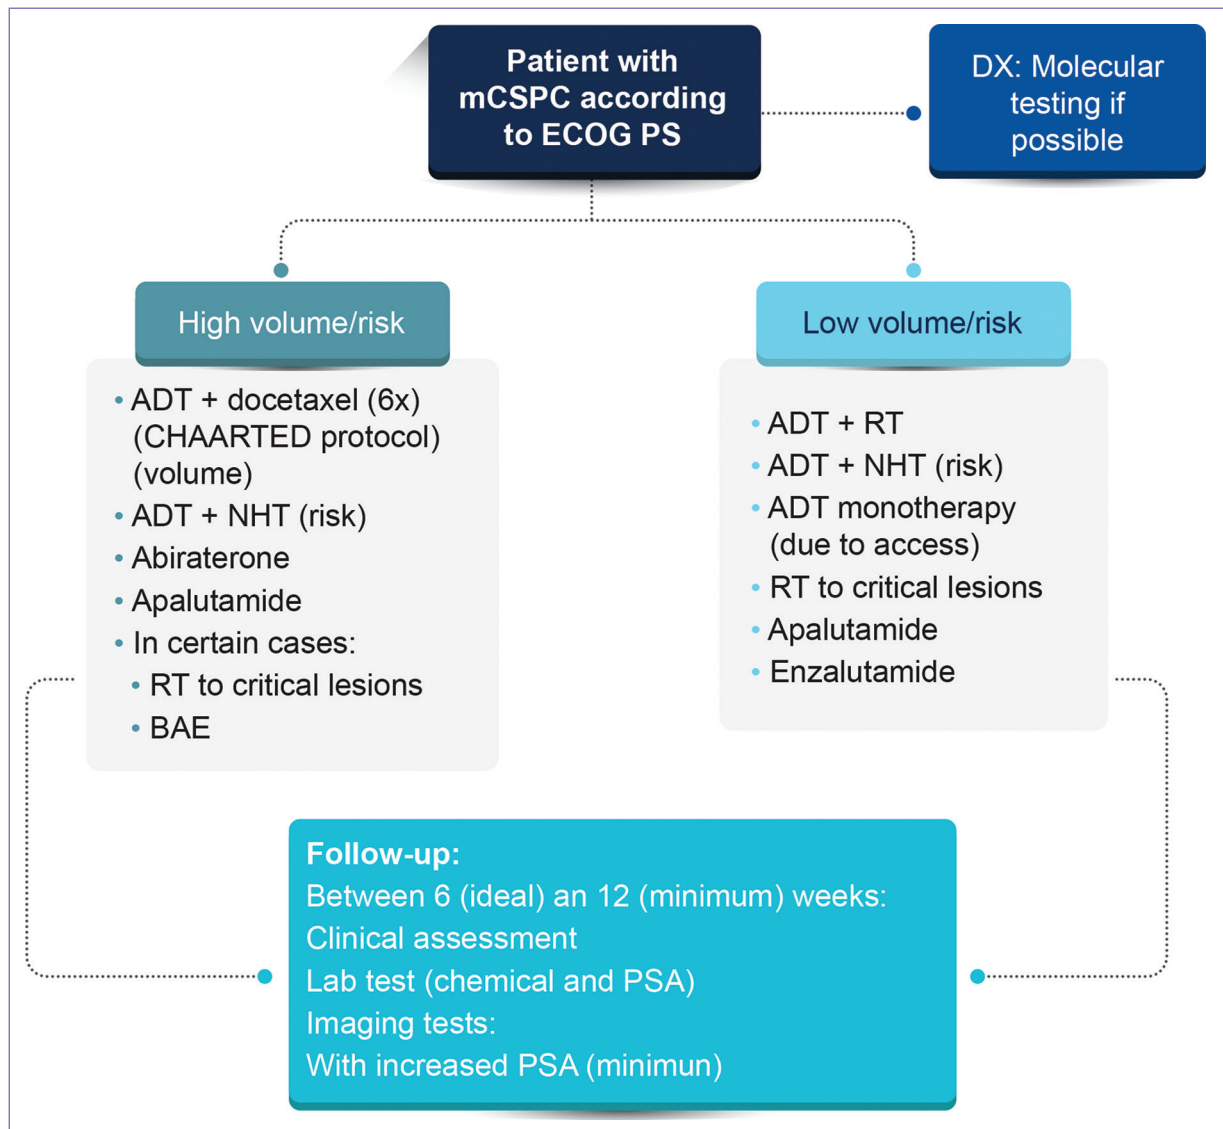 Patient with
mCSPC according
to ECOG PS
DX: Molecular
testing if
possible
High volume/risk
• ADT + docetaxel (6x)
(CHAARTED protocol)
(volume)
• ADT + NHT (risk)
• Abiraterone
• Apalutamide
• In certain cases:
• RT to critical lesions
• BAE
Low volume/risk
• ADT + RT
• ADT + NHT (risk)
• ADT monotherapy
(due to access)
• RT to critical lesions
• Apalutamide
• Enzalutamide
Follow-up:
Between 6 (ideal) an 12 (minimum) weeks:
Clinical assessment
Lab test (chemical and PSA)
Imaging tests:
With increased PSA (minimun)